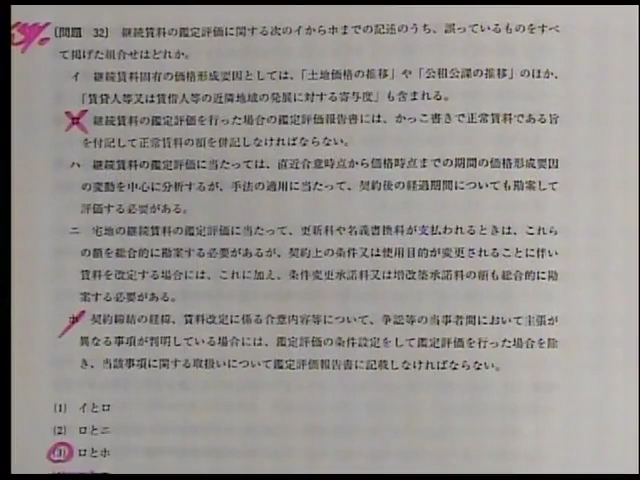 〔問題 32〕 継続賃料の鑑定評価に関する次のイからホまでの記述のうち、誤っているものをすべ
て掲げた組合せはどれか。
イ 継続賃料固有の価格形成要因としては、「土地価格の推移」や「公租公課の推移」のほか、
「賃貸人等又は賃借人等の近隣地域の発展に対する寄与度」も含まれる。
ロ 継続賃料の鑑定評価を行った場合の鑑定評価報告書には、かっこ書きで正常賃料である旨
を付記して正常賃料の額を併記しなければならない。
ハ 継続賃料の鑑定評価に当たっては、直近合意時点から価格時点までの期間の価格形成要因
の変動を中心に分析するが、手法の適用に当たって、契約後の経過期間についても勘案して
評価する必要がある。
ニ 宅地の継続賃料の鑑定評価に当たって、更新料や名義書換料が支払われるときは、これら
の額を総合的に勘案する必要があるが、契約上の条件又は使用目的が変更されることに伴い
賃料を改定する場合には、これに加え、条件変更承諾料又は増改築承諾料の額も総合的に勘
案する必要がある。
ホ 契約締結の経緯、賃料改定に係る合意内容等について、争訟等の当事者間において主張が
異なる事項が判明している場合には、鑑定評価の条件設定をして鑑定評価を行った場合を除
き、当該事項に関する取扱いについて鑑定評価報告書に記載しなければならない。
(1) イとロ
(2) ロとニ
(3) ロとホ